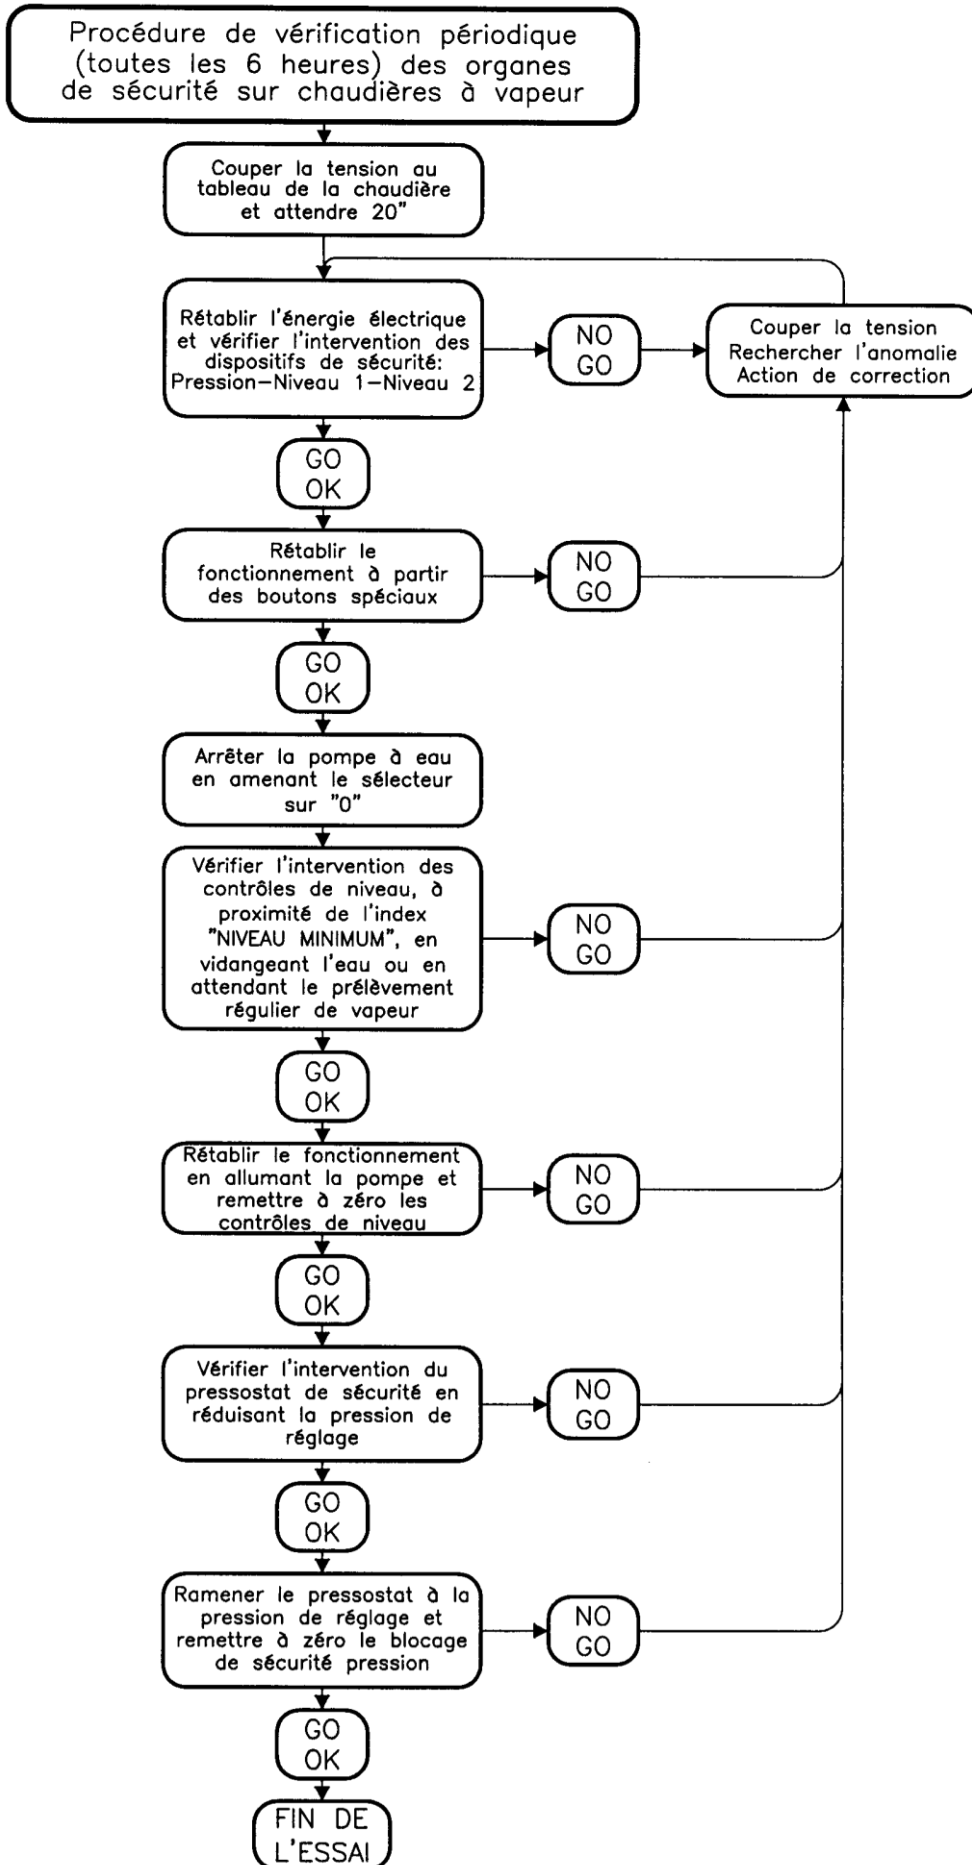 Procédure de vérification périodique
(toutes les 6 heures) des organes
de sécurité sur chaudières à vapeur
Couper la tension au
tableau de la chaudière
et attendre 20"
Rétablir l'énergie électrique
et vérifier l'intervention des
dispositifs de sécurité:
Pression-Niveau 1-Niveau 2
NO
GO
Couper la tension
Rechercher l'anomalie
Action de correction
GO
OK
Rétablir le
fonctionnement à partir
des boutons spéciaux
NO
GO
GO
OK
Arrêter la pompe à eau
en amenant le sélecteur
sur "0"
Vérifier l'intervention des
contrôles de niveau, à
proximité de l'index
"NIVEAU MINIMUM", en
vidangeant l'eau ou en
attendant le prélèvement
régulier de vapeur
NO
GO
GO
OK
Rétablir le fonctionnement
en allumant la pompe et
remettre à zéro les
contrôles de niveau
NO
GO
GO
OK
Vérifier l'intervention du
pressostat de sécurité en
réduisant la pression de
réglage
NO
GO
GO
OK
Ramener le pressostat à la
pression de réglage et
remettre à zéro le blocage
de sécurité pression
NO
GO
GO
OK
FIN DE
L'ESSAI